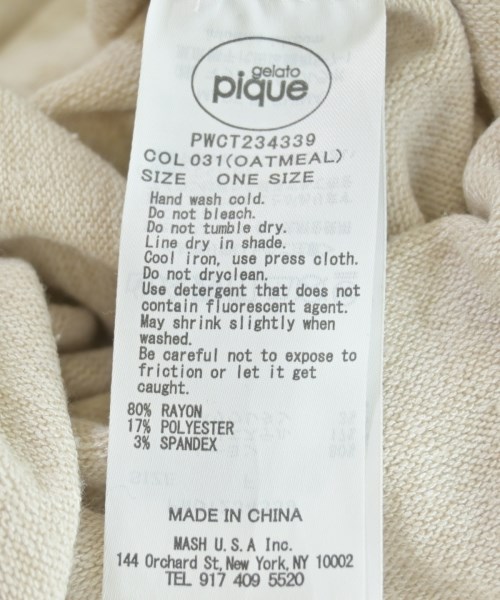 gelato
pique
PWCT234339
COL 031(OATMEAL)
SIZE ONE SIZE
Hand wash cold.
Do not bleach.
Do not tumble dry.
Line dry in shade.
Cool iron, use press cloth.
Do not dryclean.
Use detergent that does not
contain fluorescent agent.
May shrink slightly when
washed.
Be careful not to expose to
friction or let it get
caught.
80% RAYON
17% POLYESTER
3% SPANDEX
MADE IN CHINA
MASH U.S.A Inc.
144 Orchard St, New York, NY 10002
TEL 917 409 5520